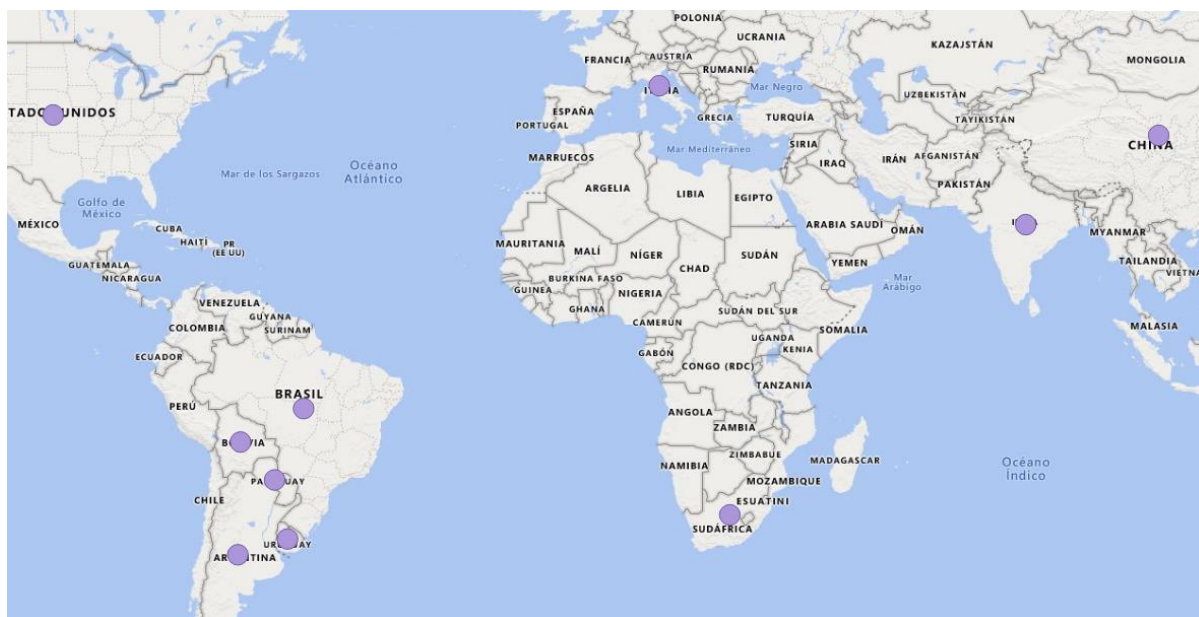 POLONIA
UCRANIA
KAZAJSTÁN
MONGOLIA
FRANCIA
AUSTRIA
RUMANIA
Mar Negro
UZBEKISTÁN
TAYIKISTÁN
ESPAÑA
PORTUGAL
GRECIA
TURQUÍA
UNIDOS
CHINA
SIRIA
IRAQ
IRÁN
AFGANISTÁN
PAKISTÁN
Mar Mediterráneo
MARRUECOS
Océano
Atlántico
Mar de los Sargazos
ARGELIA
LIBIA
EGIPTO
ARABIA SAUDÍ
OMÁN
Golfo de
México
MÉXICO
CUBA
HAITÍ
PR
(EE UU)
MAURITANIA
MALÍ
NÍGER
CHAD
SUDÁN
YEMEN
MYANMAR
TAILANDIA
VIETNA
GUATEMALA
NICARAGUA
BURKINA FASO
GUINEA
GHANA
NIGERIA
Mar
Arábigo
VENEZUELA
GUYANA
SURINAM
COLOMBIA
CAMERÚN
SUDÁN DEL SUR
SOMALIA
MALASIA
ECUADOR
GABÓN
UGANDA
KENIA
CONGO (RDC)
TANZANIA
PERÚ
BRASIL
ANGOLA
ZAMBIA
ZIMBABUE
MADAGASCAR
NAMIBIA
MOZAMBIQUE
Océano
Índico
CHILE
ESUATINI
SUDÁFRICA